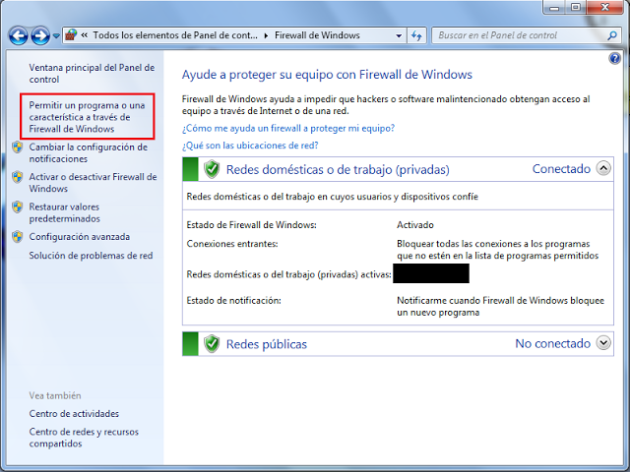 « Todos los elementos de Panel de cont... ▸ Firewall de Windows
Buscar en el Panel de control
Ventana principal del Panel de
control
Permitir un programa o una
característica a través de
Firewall de Windows
Cambiar la configuración de
notificaciones
Activar o desactivar Firewall de
Windows
Restaurar valores
predeterminados
Configuración avanzada
Solución de problemas de red
Vea también
Centro de actividades
Centro de redes y recursos
compartidos
Ayude a proteger su equipo con Firewall de Windows
Firewall de Windows ayuda a impedir que hackers o software malintencionado obtengan acceso al
equipo a través de Internet o de una red.
¿Cómo me ayuda un firewall a proteger mi equipo?
¿Qué son las ubicaciones de red?
Redes domésticas o de trabajo (privadas) Conectado
Redes domésticas o del trabajo en cuyos usuarios y dispositivos confíe
Estado de Firewall de Windows: Activado
Conexiones entrantes: Bloquear todas las conexiones a los programas
que no estén en la lista de programas permitidos
Redes domésticas o del trabajo (privadas) activas:
Estado de notificación: Notificarme cuando Firewall de Windows bloquee
un nuevo programa
Redes públicas No conectado